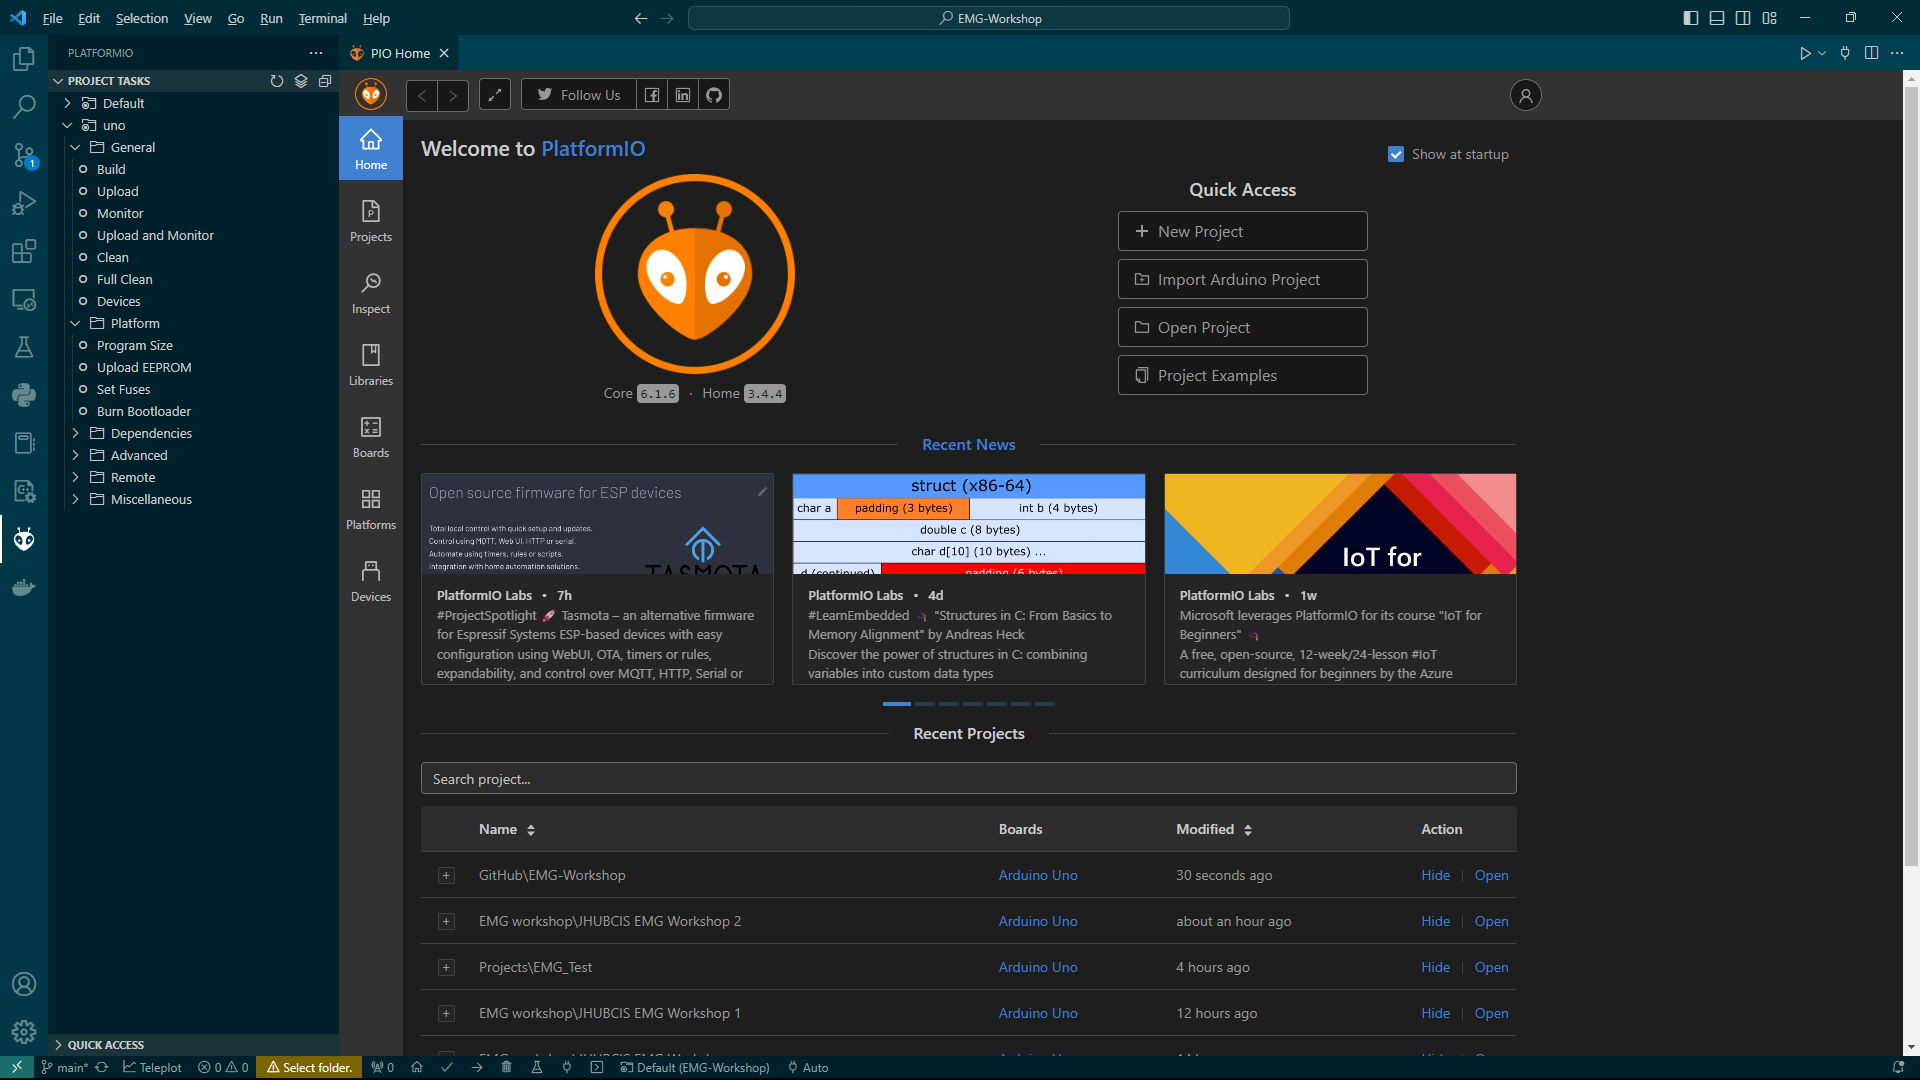 File Edit Selection View Go Run Terminal Help
EMG-Workshop
PLATFORMIO
PIO Home
PROJECT TASKS
Default
uno
General
Build
Upload
Monitor
Upload and Monitor
Clean
Full Clean
Devices
Platform
Program Size
Upload EEPROM
Set Fuses
Burn Bootloader
Dependencies
Advanced
Remote
Miscellaneous
QUICK ACCESS
Follow Us
Home
Projects
Inspect
Libraries
Boards
Platforms
Devices
Welcome to PlatformIO
Show at startup
Core 6.1.6 · Home 3.4.4
Quick Access
New Project
Import Arduino Project
Open Project
Project Examples
Recent News
Open source firmware for ESP devices
Total local control with quick setup and updates.
Control using MQTT, Web UI, HTTP or serial.
Automate using timers, rules or scripts.
Integration with home automation solutions.
TASMOTA
PlatformIO Labs • 7h
#ProjectSpotlight 🚀 Tasmota – an alternative firmware
for Espressif Systems ESP-based devices with easy
configuration using WebUI, OTA, timers or rules,
expandability, and control over MQTT, HTTP, Serial or
struct (x86-64)
char a padding (3 bytes) int b (4 bytes)
double c (8 bytes)
char d[10] (10 bytes) ...
d (continued) padding (6 bytes)
PlatformIO Labs • 4d
#LearnEmbedded "Structures in C: From Basics to
Memory Alignment" by Andreas Heck
Discover the power of structures in C: combining
variables into custom data types
IoT for
PlatformIO Labs • 1w
Microsoft leverages PlatformIO for its course "IoT for
Beginners"
A free, open-source, 12-week/24-lesson #IoT
curriculum designed for beginners by the Azure
Recent Projects
Search project...
Name Boards Modified Action
GitHub\EMG-Workshop Arduino Uno 30 seconds ago Hide | Open
EMG workshop\JHUBCIS EMG Workshop 2 Arduino Uno about an hour ago Hide | Open
Projects\EMG_Test Arduino Uno 4 hours ago Hide | Open
EMG workshop\JHUBCIS EMG Workshop 1 Arduino Uno 12 hours ago Hide | Open
1
main* Teleplot 0 0 Select folder. 0 Default (EMG-Workshop) Auto